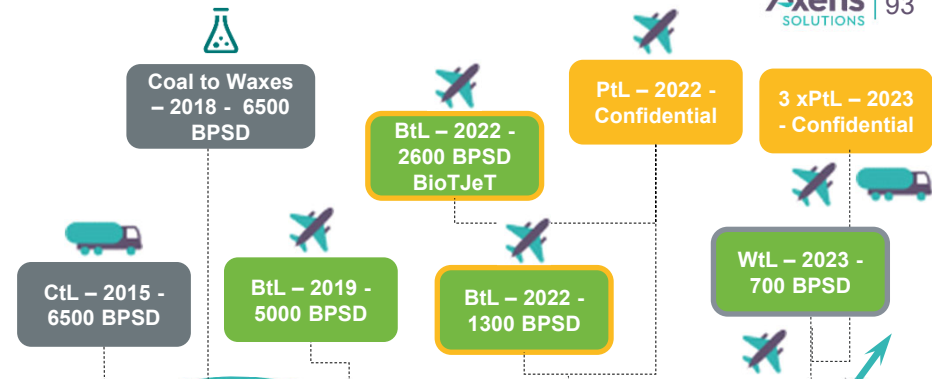 Axens
SOLUTIONS
93
Coal to Waxes
– 2018 - 6500
BPSD
BtL – 2022 -
2600 BPSD
BioTJeT
PtL – 2022 -
Confidential
3 xPtL – 2023
- Confidential
CtL – 2015 -
6500 BPSD
BtL – 2019 -
5000 BPSD
BtL – 2022 -
1300 BPSD
WtL – 2023 -
700 BPSD